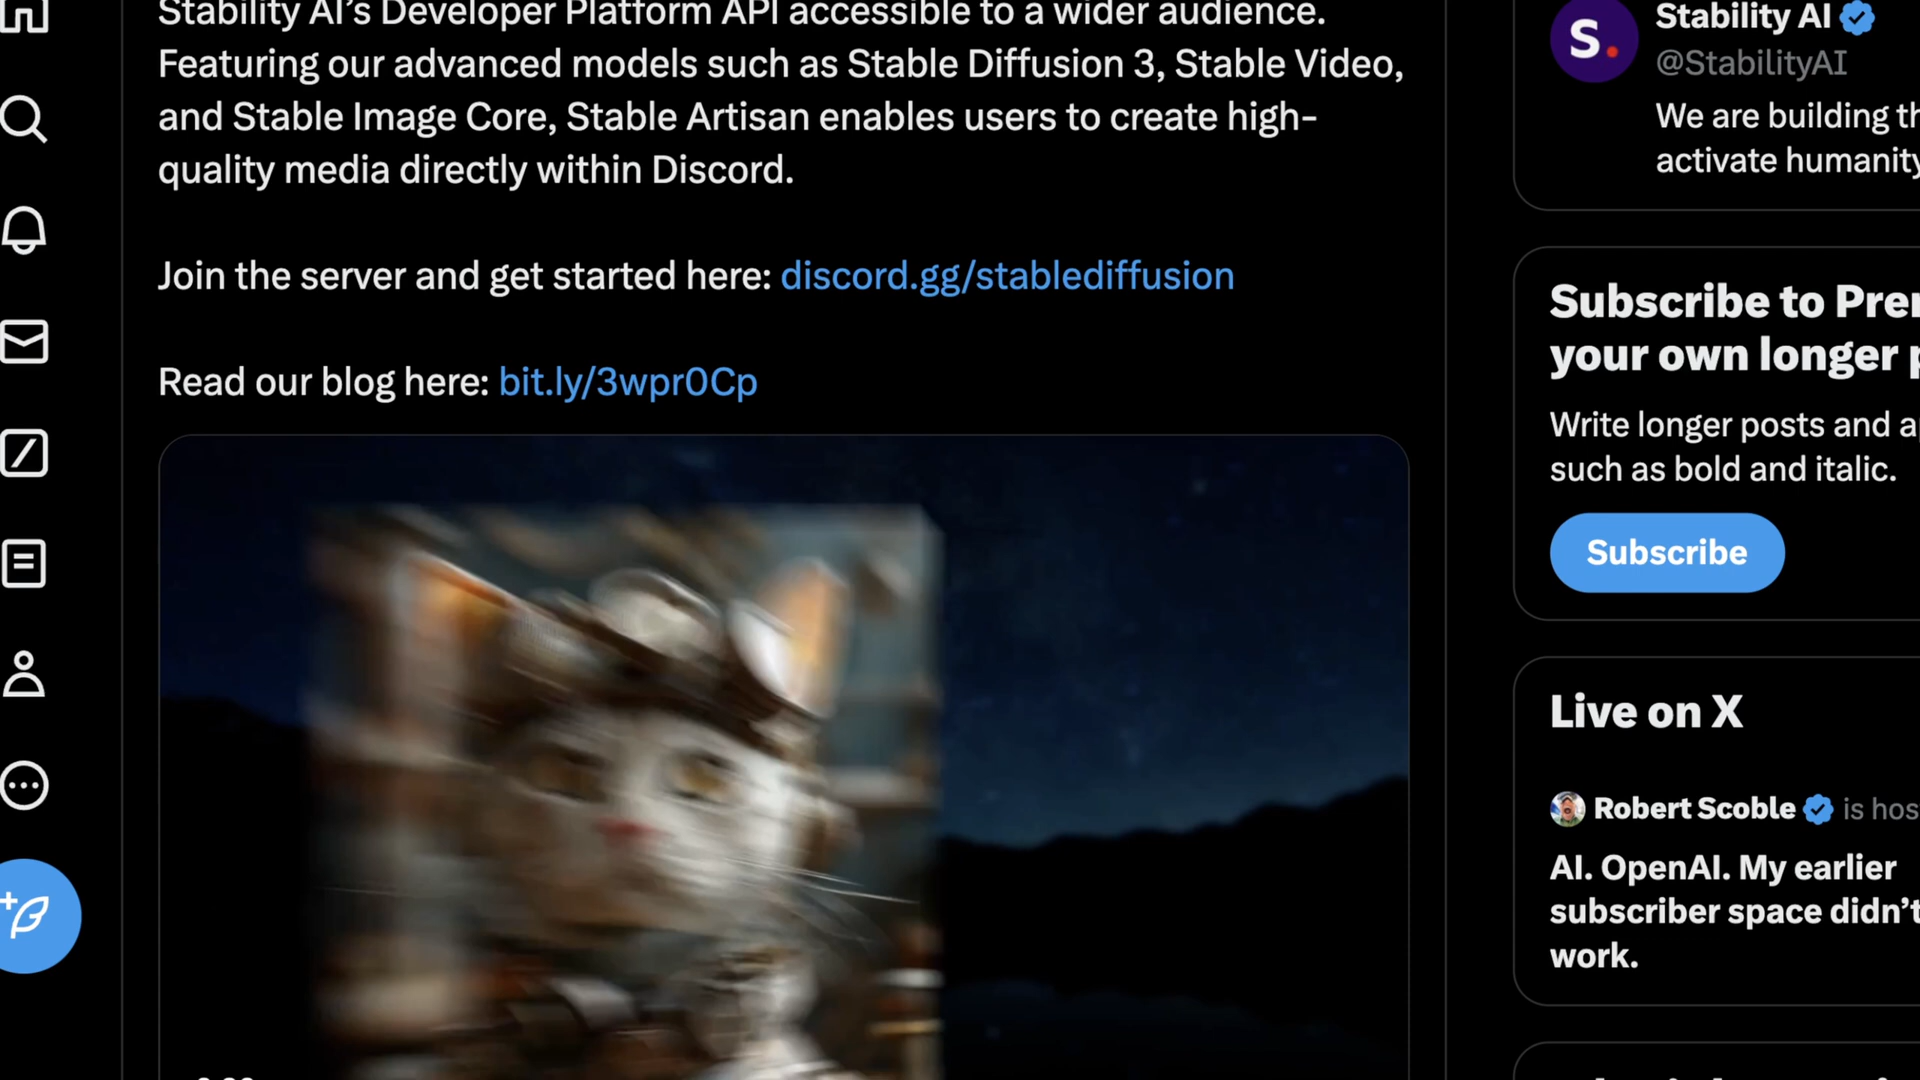 Stability AI's Developer Platform API accessible to a wider audience.
Featuring our advanced models such as Stable Diffusion 3, Stable Video,
and Stable Image Core, Stable Artisan enables users to create high-
quality media directly within Discord.
Join the server and get started here: discord.gg/stablediffusion
Read our blog here: bit.ly/3wpr0Cp
S.
Stability AI
@StabilityAI
We are building th
activate humanity
Subscribe to Prem
your own longer p
Write longer posts and a
such as bold and italic.
Subscribe
Live on X
Robert Scoble is hos
AI. OpenAI. My earlier
subscriber space didn't
work.